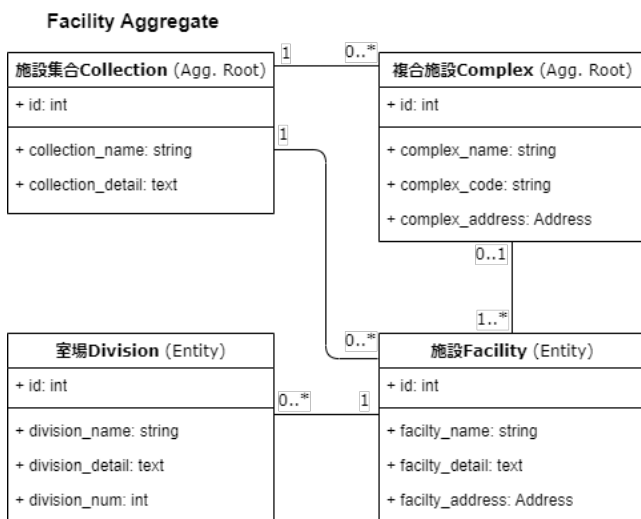 Facility Aggregate
施設集合Collection (Agg. Root)
+ id: int
+ collection_name: string
+ collection_detail: text
1
0..*
複合施設Complex (Agg. Root)
+ id: int
+ complex_name: string
+ complex_code: string
+ complex_address: Address
1
0..*
0..1
1..*
室場Division (Entity)
+ id: int
+ division_name: string
+ division_detail: text
+ division_num: int
0..*
1
施設Facility (Entity)
+ id: int
+ facilty_name: string
+ facilty_detail: text
+ facilty_address: Address